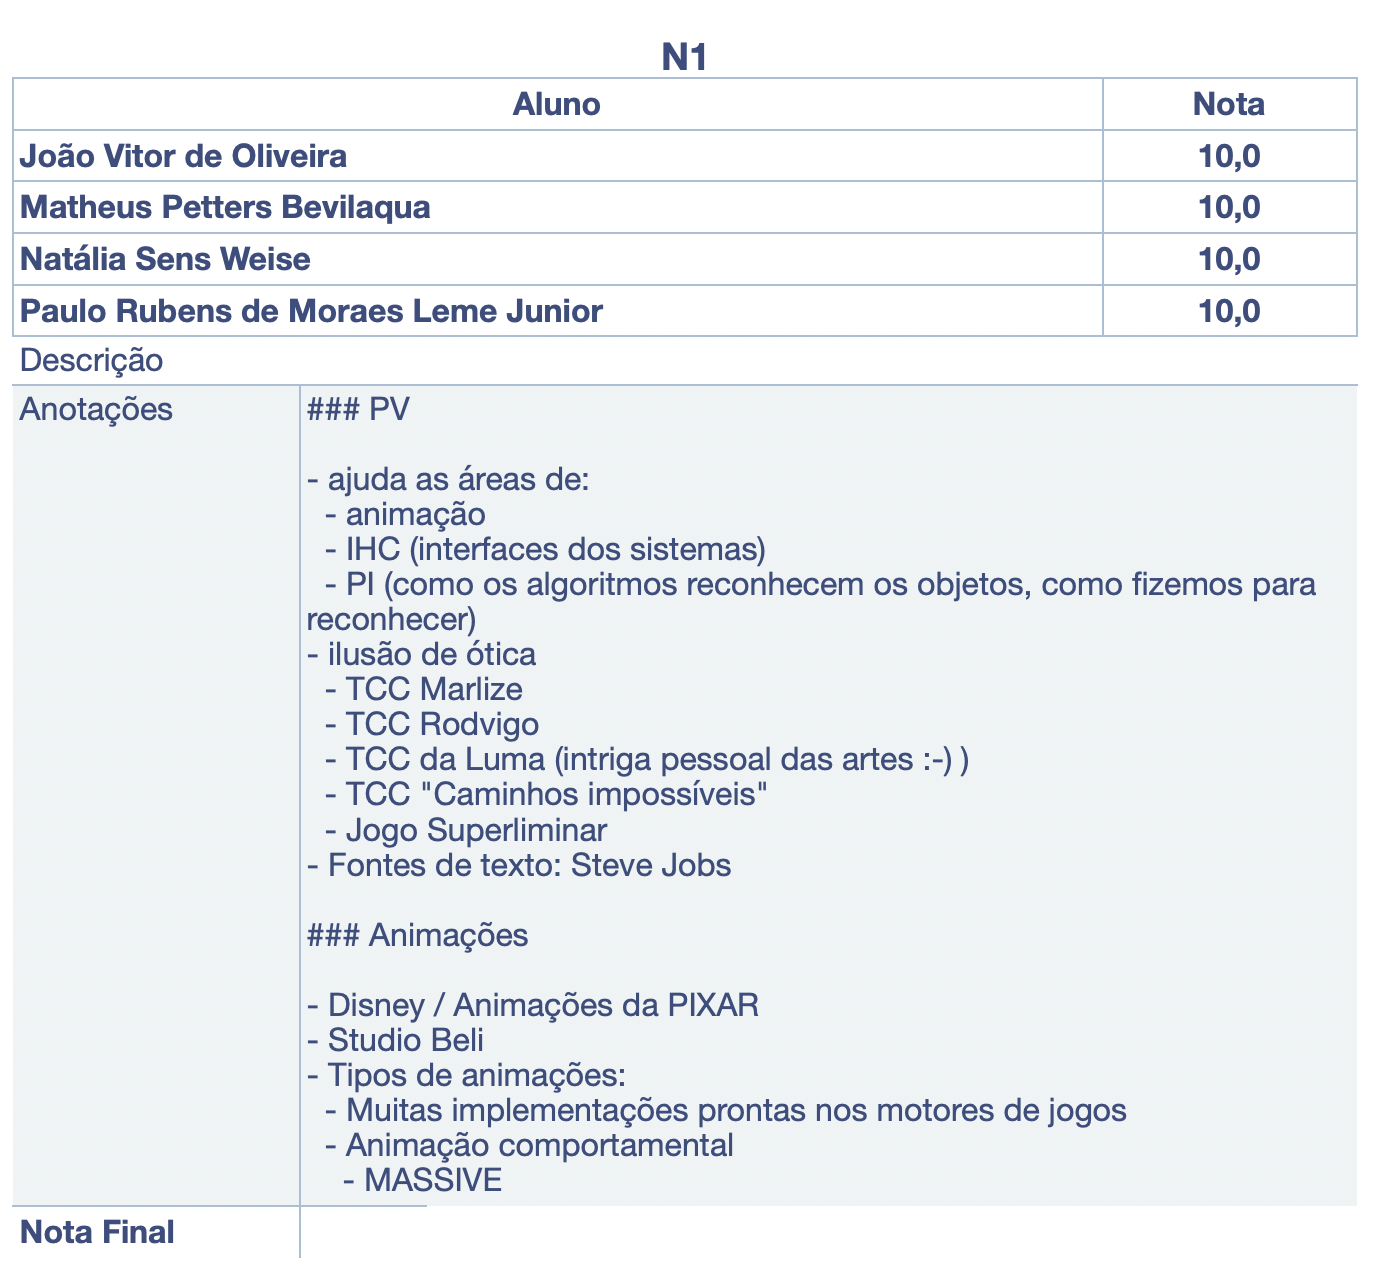 N1
Aluno Nota
João Vitor de Oliveira 10,0
Matheus Petters Bevilaqua 10,0
Natália Sens Weise 10,0
Paulo Rubens de Moraes Leme Junior 10,0
Descrição
Anotações ### PV
- ajuda as áreas de:
- animação
- IHC (interfaces dos sistemas)
- PI (como os algoritmos reconhecem os objetos, como fizemos para
reconhecer)
- ilusão de ótica
- TCC Marlize
- TCC Rodvigo
- TCC da Luma (intriga pessoal das artes :-) )
- TCC "Caminhos impossíveis"
- Jogo Superliminar
- Fontes de texto: Steve Jobs
### Animações
- Disney / Animações da PIXAR
- Studio Beli
- Tipos de animações:
- Muitas implementações prontas nos motores de jogos
- Animação comportamental
- MASSIVE
Nota Final